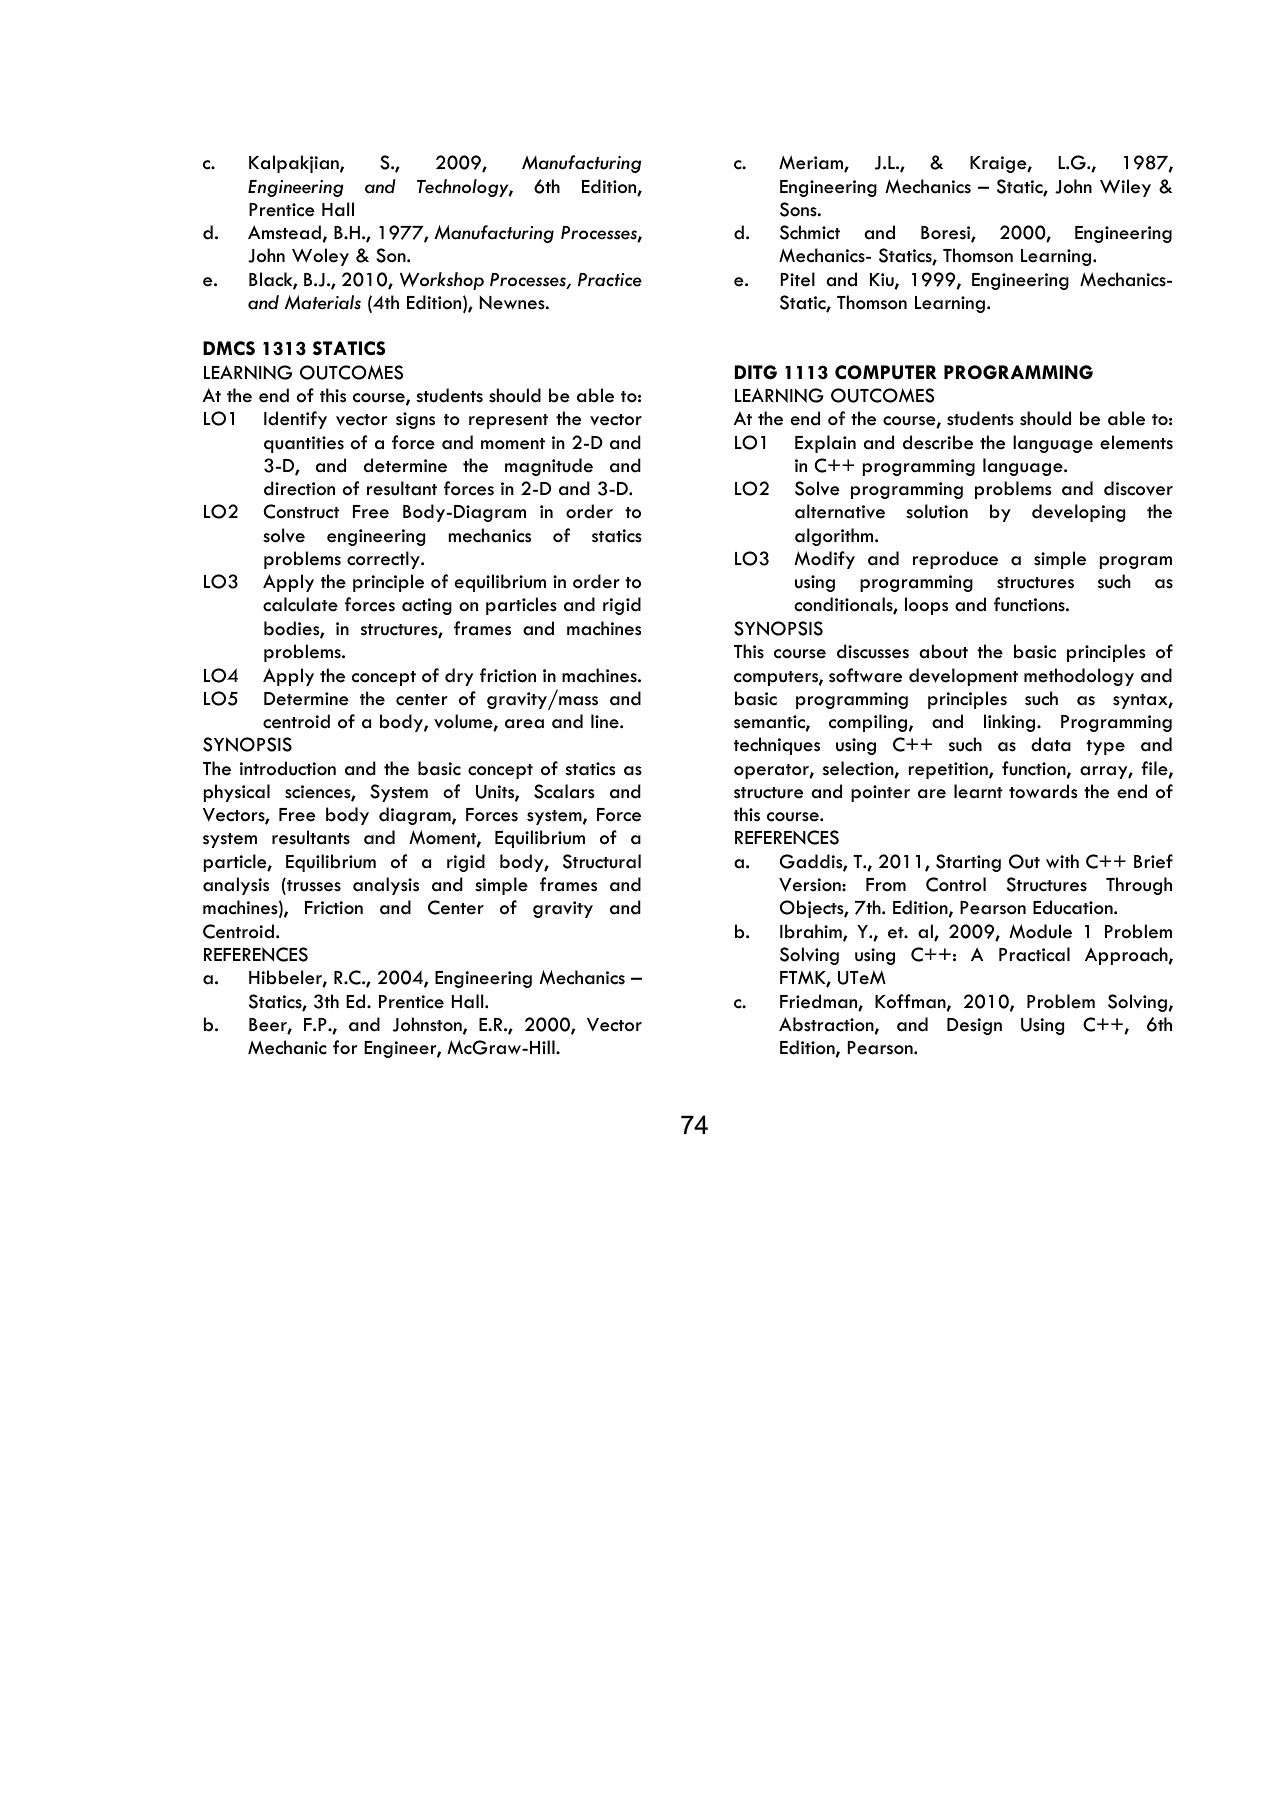 c. Kalpakjian, S., 2009, Manufacturing
Engineering and Technology, 6th Edition,
Prentice Hall
d. Amstead, B.H., 1977, Manufacturing Processes,
John Woley & Son.
e. Black, B.J., 2010, Workshop Processes, Practice
and Materials (4th Edition), Newnes.
DMCS 1313 STATICS
LEARNING OUTCOMES
At the end of this course, students should be able to:
LO1 Identify vector signs to represent the vector
quantities of a force and moment in 2-D and
3-D, and determine the magnitude and
direction of resultant forces in 2-D and 3-D.
LO2 Construct Free Body-Diagram in order to
solve engineering mechanics of statics
problems correctly.
LO3 Apply the principle of equilibrium in order to
calculate forces acting on particles and rigid
bodies, in structures, frames and machines
problems.
LO4 Apply the concept of dry friction in machines.
LO5 Determine the center of gravity/mass and
centroid of a body, volume, area and line.
SYNOPSIS
The introduction and the basic concept of statics as
physical sciences, System of Units, Scalars and
Vectors, Free body diagram, Forces system, Force
system resultants and Moment, Equilibrium of a
particle, Equilibrium of a rigid body, Structural
analysis (trusses analysis and simple frames and
machines), Friction and Center of gravity and
Centroid.
REFERENCES
a. Hibbeler, R.C., 2004, Engineering Mechanics –
Statics, 3th Ed. Prentice Hall.
b. Beer, F.P., and Johnston, E.R., 2000, Vector
Mechanic for Engineer, McGraw-Hill.
c. Meriam, J.L., & Kraige, L.G., 1987,
Engineering Mechanics – Static, John Wiley &
Sons.
d. Schmict and Boresi, 2000, Engineering
Mechanics- Statics, Thomson Learning.
e. Pitel and Kiu, 1999, Engineering Mechanics-
Static, Thomson Learning.
DITG 1113 COMPUTER PROGRAMMING
LEARNING OUTCOMES
At the end of the course, students should be able to:
LO1 Explain and describe the language elements
in C++ programming language.
LO2 Solve programming problems and discover
alternative solution by developing the
algorithm.
LO3 Modify and reproduce a simple program
using programming structures such as
conditionals, loops and functions.
SYNOPSIS
This course discusses about the basic principles of
computers, software development methodology and
basic programming principles such as syntax,
semantic, compiling, and linking. Programming
techniques using C++ such as data type and
operator, selection, repetition, function, array, file,
structure and pointer are learnt towards the end of
this course.
REFERENCES
a. Gaddis, T., 2011, Starting Out with C++ Brief
Version: From Control Structures Through
Objects, 7th. Edition, Pearson Education.
b. Ibrahim, Y., et. al, 2009, Module 1 Problem
Solving using C++: A Practical Approach,
FTMK, UTeM
c. Friedman, Koffman, 2010, Problem Solving,
Abstraction, and Design Using C++, 6th
Edition, Pearson.
74